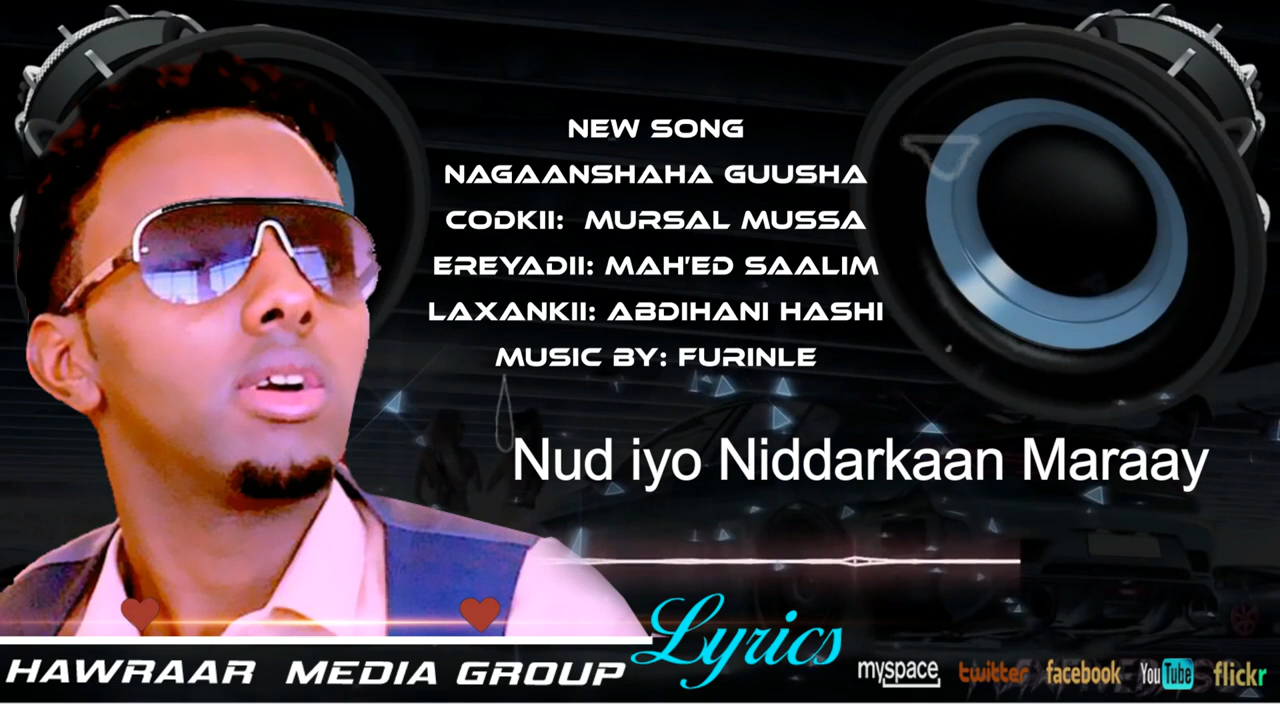 NEW SONG
NAGAANSHAHA GUUSHA
CODKII: MURSAL MUSSA
EREYADII: MAH'ED SAALIM
LAXANKII: ABDIHANI HASHI
MUSIC BY: FURINLE
Nud iyo Niddarkaan Maraay
Lyrics
HAWRAAR MEDIA GROUP
myspace twitter facebook YouTube flickr